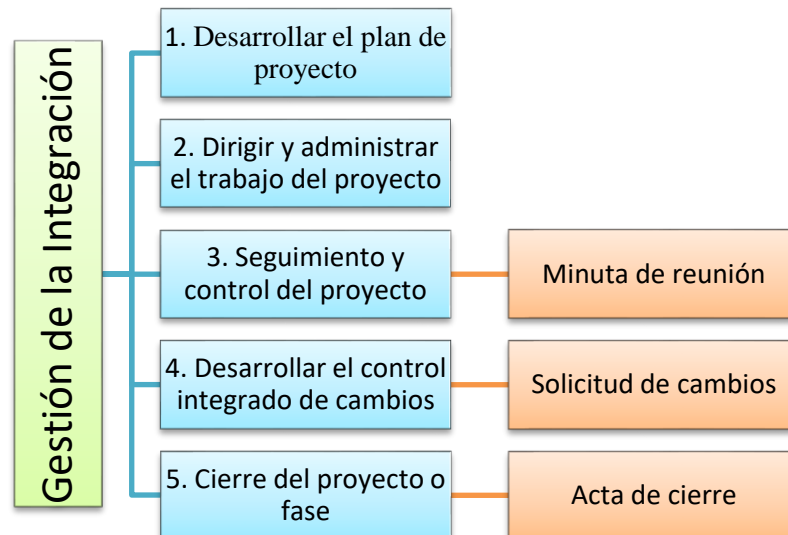 Gestión de la Integración
1. Desarrollar el plan de
proyecto
2. Dirigir y administrar
el trabajo del proyecto
3. Seguimiento y
control del proyecto
Minuta de reunión
4. Desarrollar el control
integrado de cambios
Solicitud de cambios
5. Cierre del proyecto o
fase
Acta de cierre